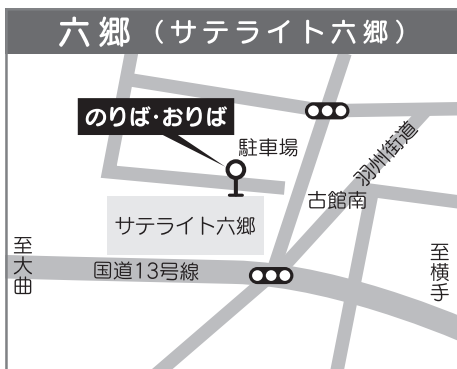 六郷（サテライト六郷）
のりば・おりば
駐車場
羽州街道
古館南
サテライト六郷
至大曲
国道13号線
至横手